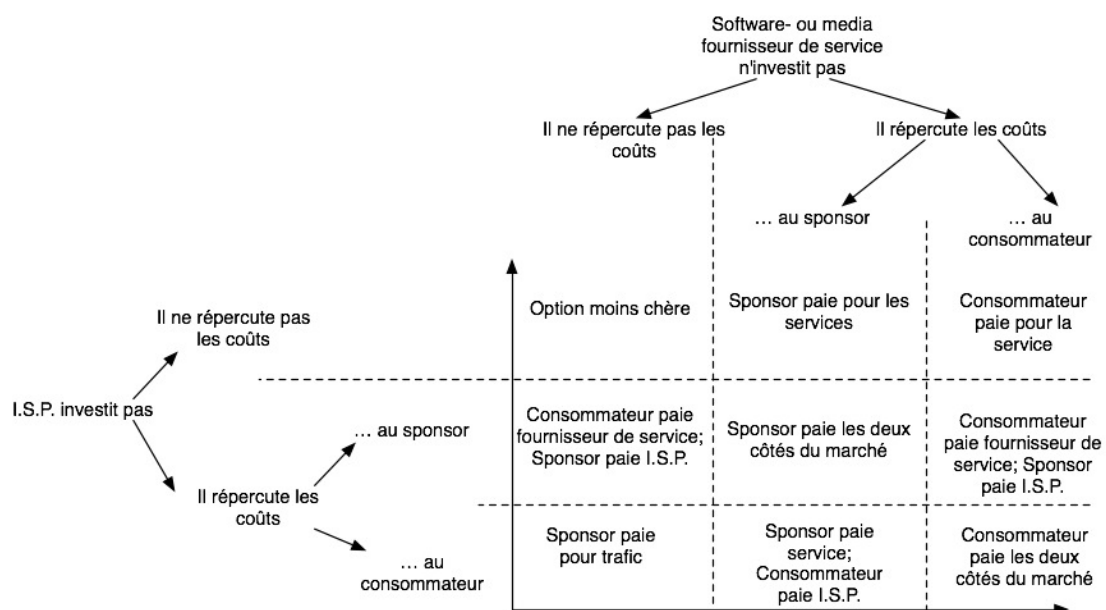 Software- ou media
fournisseur de service
n'investit pas
Il ne répercute pas les
coûts
Il répercute les coûts
... au sponsor
... au
consommateur
Option moins chère
Sponsor paie pour les
services
Consommateur
paie pour la
service
Il ne répercute pas
les coûts
I.S.P. investit pas
... au sponsor
Il répercute les
coûts
... au
consommateur
Consommateur paie
fournisseur de service;
Sponsor paie I.S.P.
Sponsor paie les deux
côtés du marché
Consommateur
paie fournisseur de
service; Sponsor
paie I.S.P.
Sponsor paie
pour trafic
Sponsor paie
service;
Consommateur
paie I.S.P.
Consommateur
paie les deux
côtés du marché